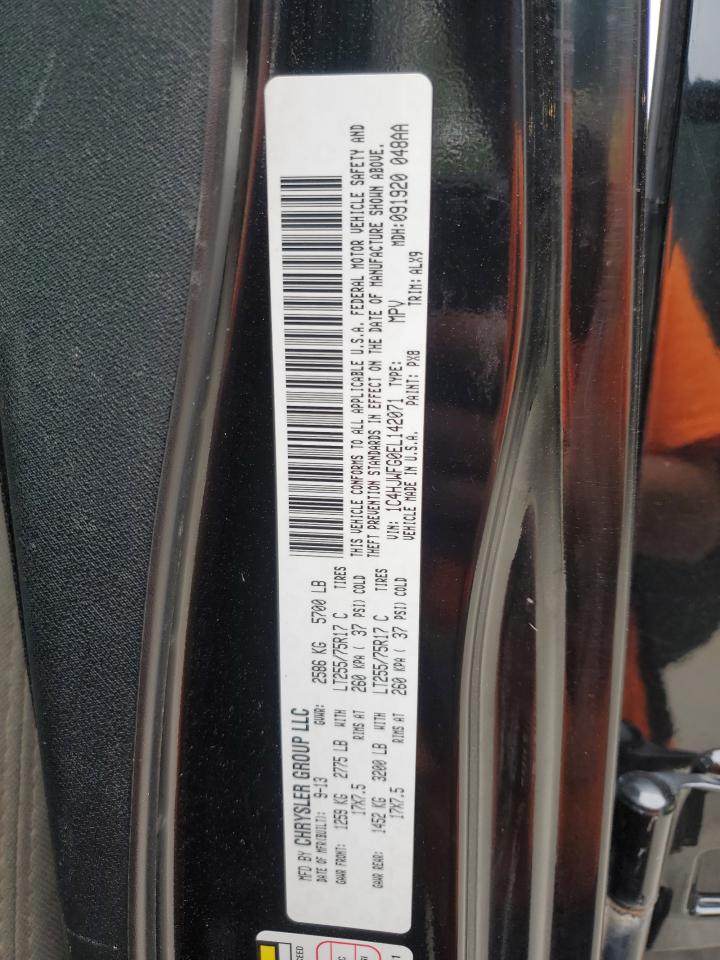 MFD BY CHRYSLER GROUP LLC
DATE OF MFR(BUILT): 9-13 GVWR: 2586 KG 5700 LB
GAWR FRONT: 1259 KG 2775 LB WITH LT255/75R17 C TIRES
17X7.5 RIMS AT 260 KPA( 37 PSI) COLD
GAWR REAR: 1452 KG 3200 LB WITH LT255/75R17 C TIRES
17X7.5 RIMS AT 260 KPA( 37 PSI) COLD
THIS VEHICLE CONFORMS TO ALL APPLICABLE U.S.A. FEDERAL MOTOR VEHICLE SAFETY AND
THEFT PREVENTION STANDARDS IN EFFECT ON THE DATE OF MANUFACTURE SHOWN ABOVE.
VIN: 1C4HJWFG0EL142071 TYPE: MPV MDH:091920 048AA
VEHICLE MADE IN U.S.A. PAINT: PX8 TRIM: ALX9